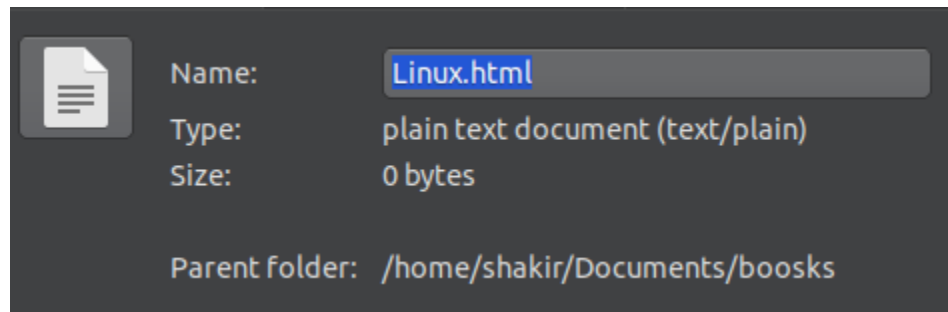 Name: Linux.html
Type: plain text document (text/plain)
Size: 0 bytes
Parent folder: /home/shakir/Documents/boosks